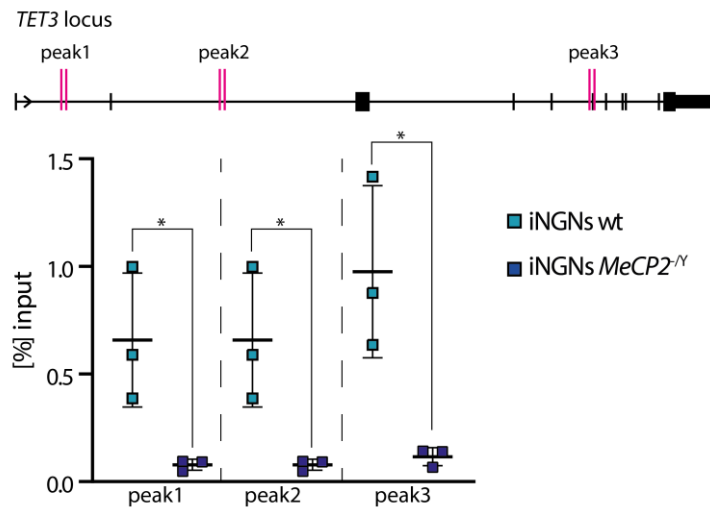 TET3 locus
peak1 peak2 peak3
1.5
1.0
0.5
0.0
[%] input
* * *
iNGNs wt
iNGNs MeCP2-/Y
peak1 peak2 peak3